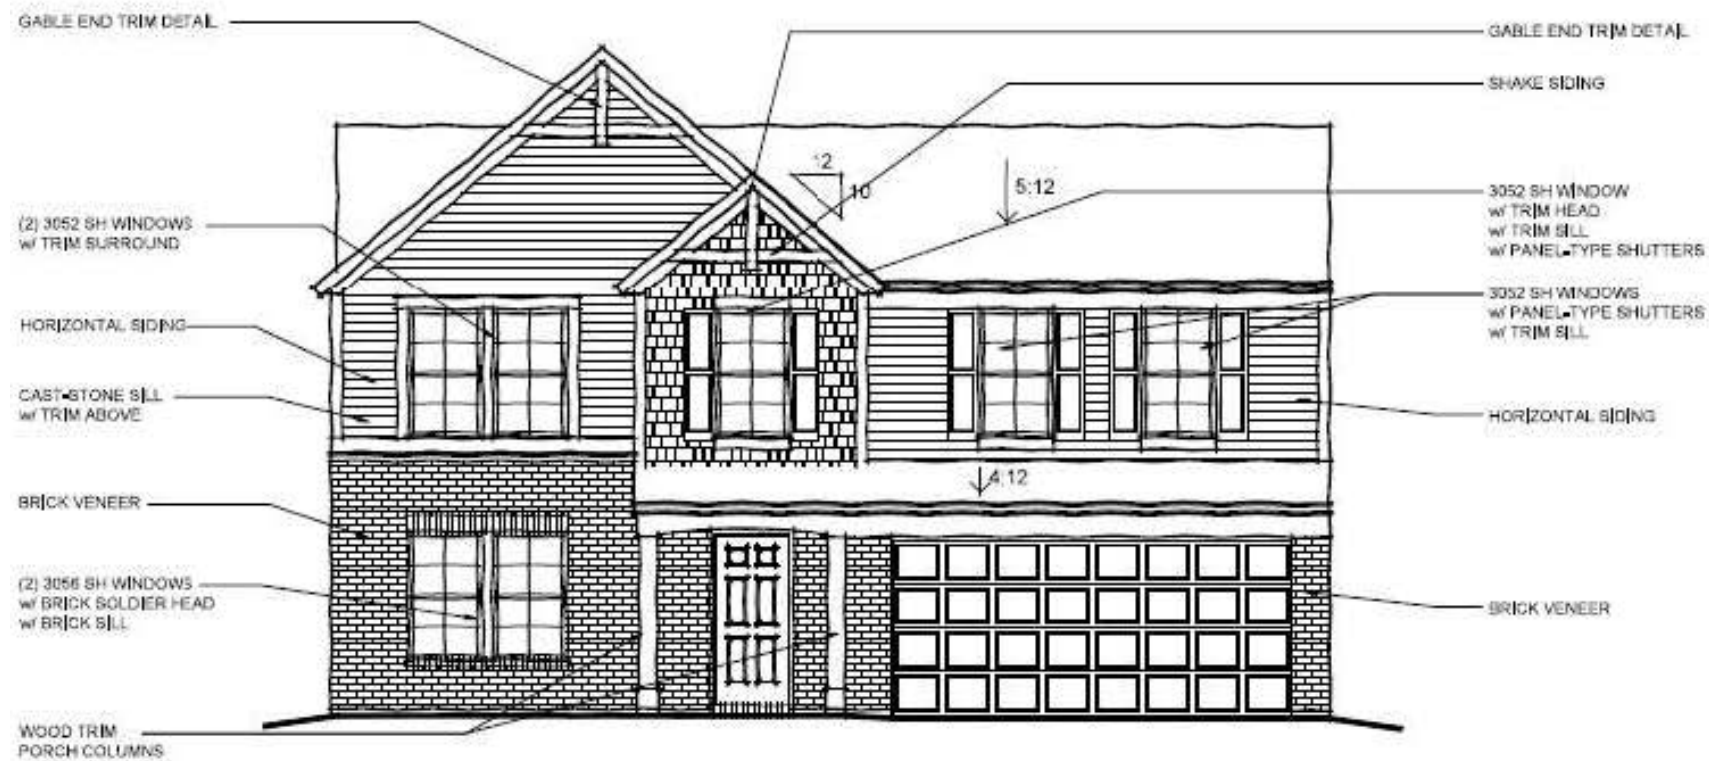 GABLE END TRIM DETAIL
(2) 3052 SH WINDOWS
w/ TRIM SURROUND
HORIZONTAL SIDING
CAST-STONE SILL
w/ TRIM ABOVE
BRICK VENEER
(2) 3056 SH WINDOWS
w/ BRICK SOLDIER HEAD
w/ BRICK SILL
WOOD TRIM
PORCH COLUMNS
12
10
5:12
4:12
GABLE END TRIM DETAIL
SHAKE SIDING
3052 SH WINDOW
w/ TRIM HEAD
w/ TRIM SILL
w/ PANEL-TYPE SHUTTERS
3052 SH WINDOWS
w/ PANEL-TYPE SHUTTERS
w/ TRIM SILL
HORIZONTAL SIDING
BRICK VENEER